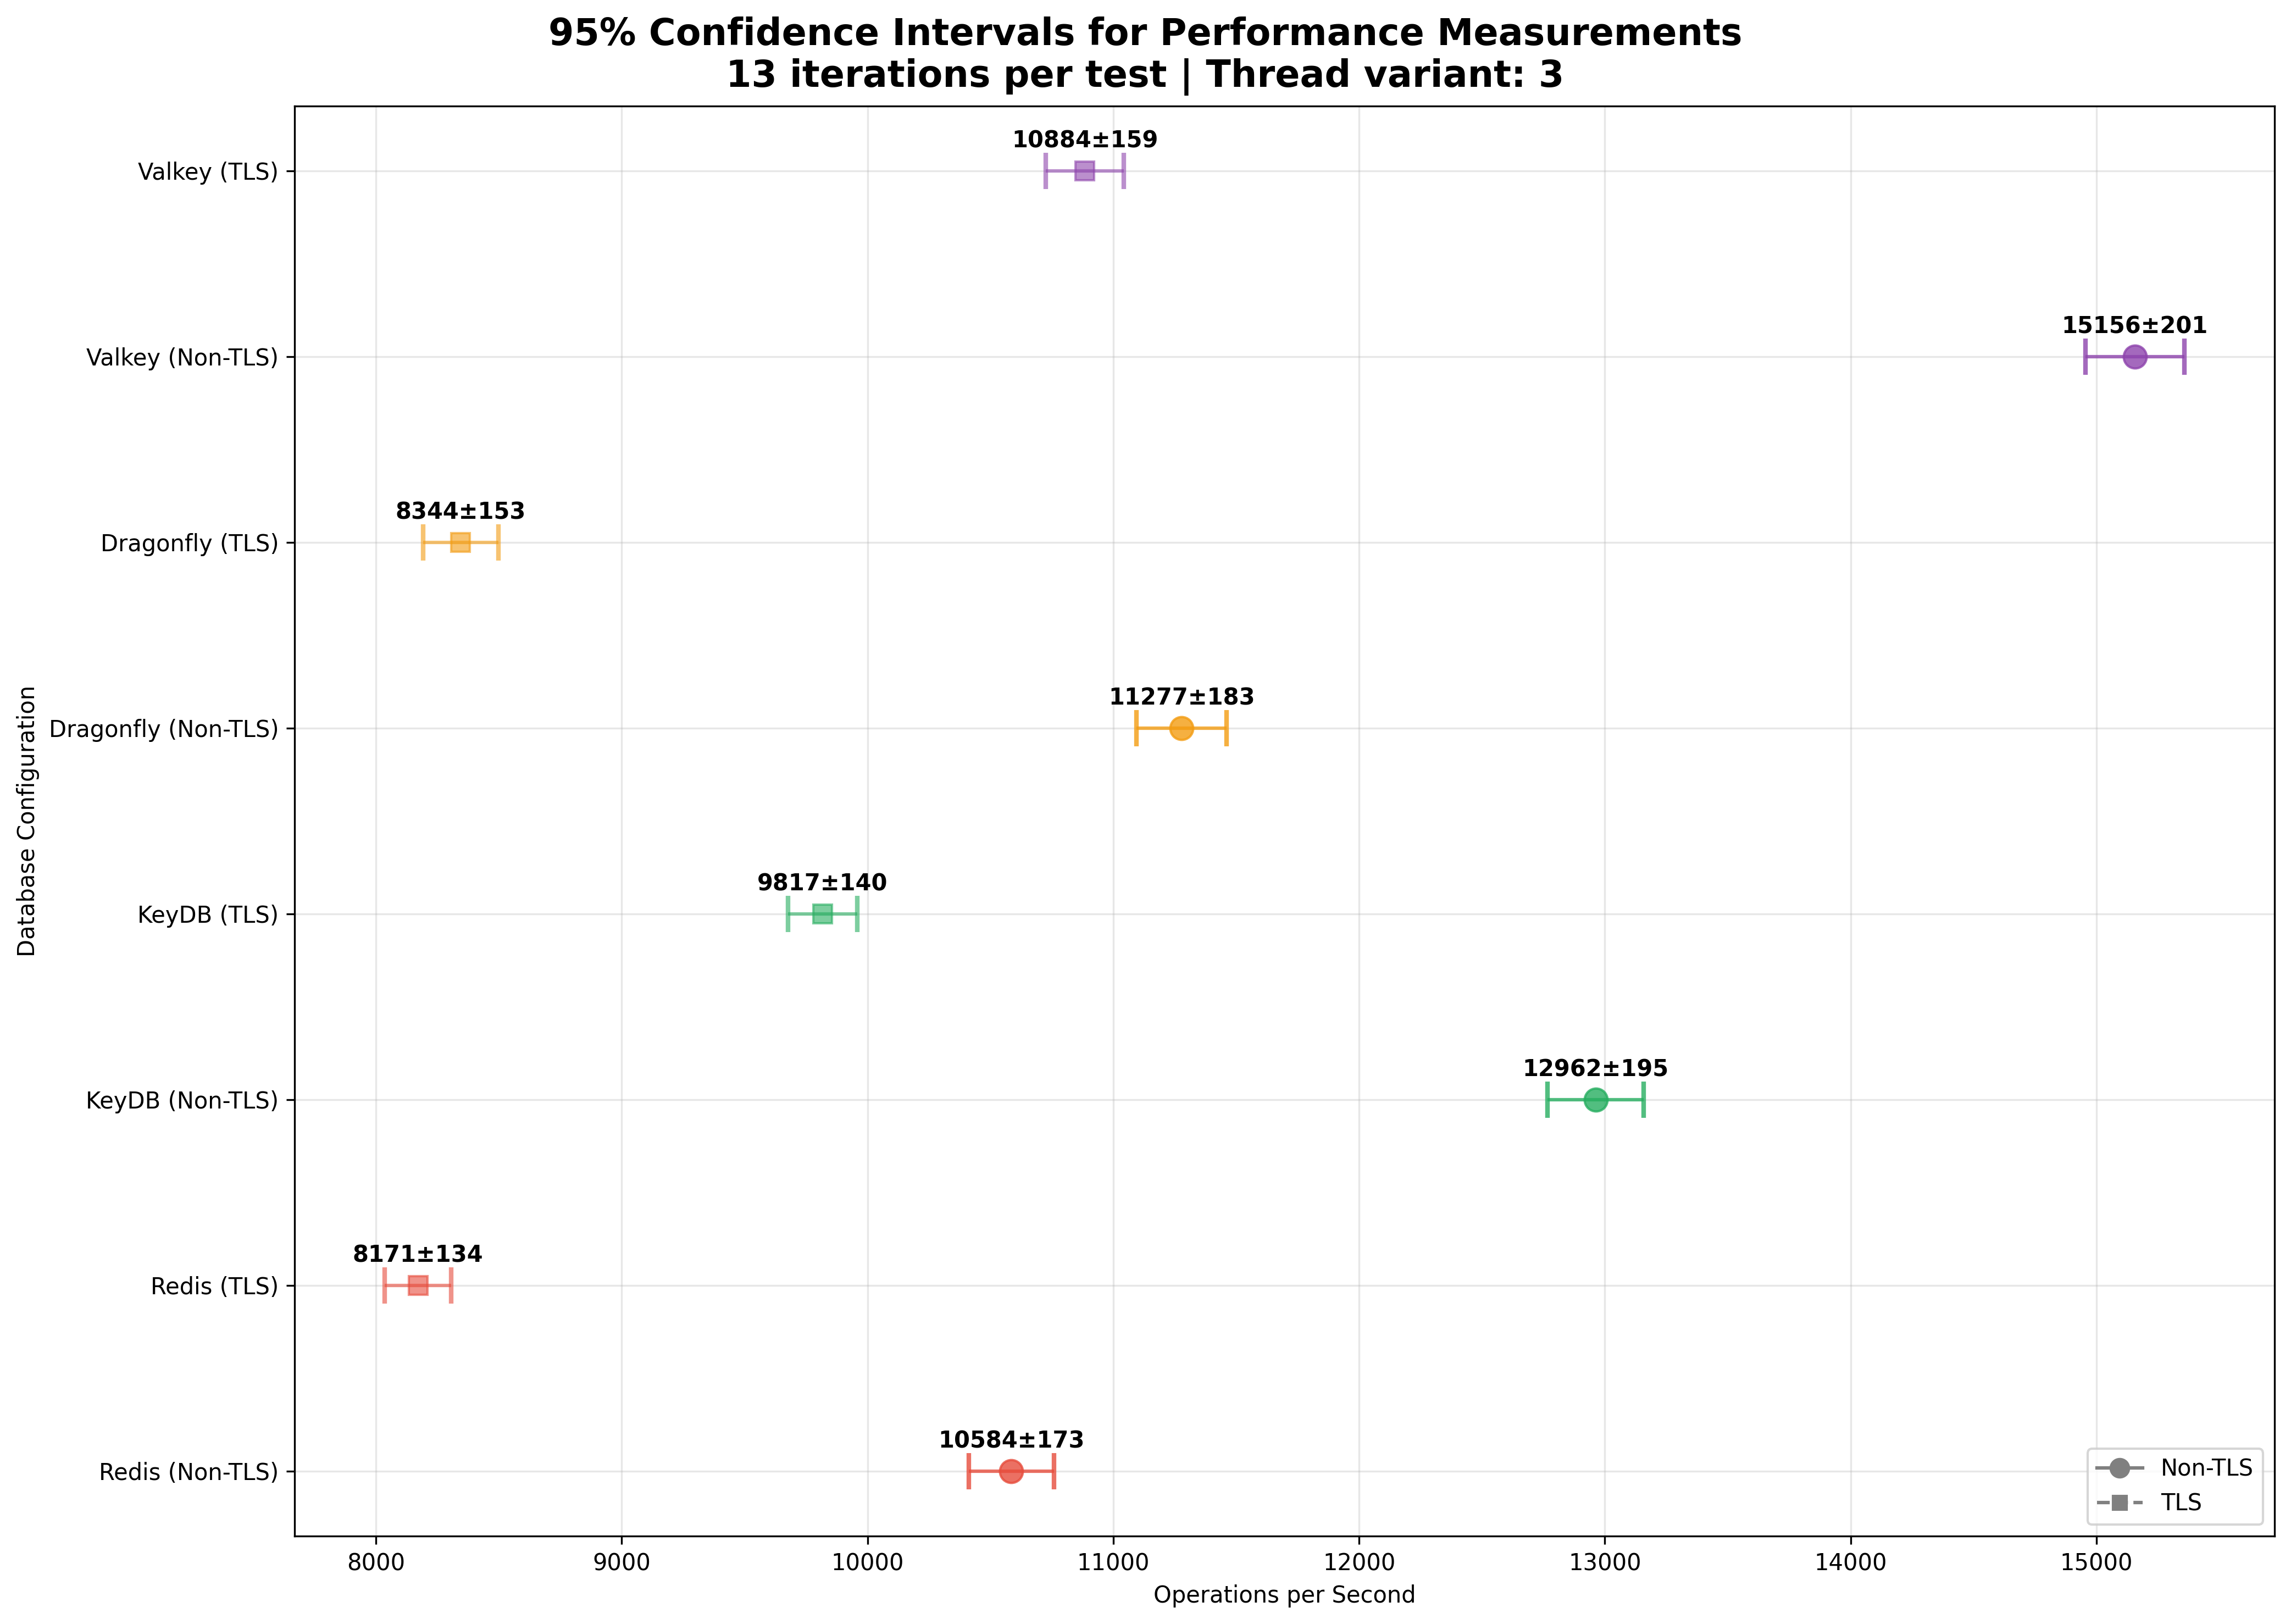 95% Confidence Intervals for Performance Measurements
13 iterations per test | Thread variant: 3
Database Configuration
Valkey (TLS)
10884±159
Valkey (Non-TLS)
15156±201
Dragonfly (TLS)
8344±153
Dragonfly (Non-TLS)
11277±183
KeyDB (TLS)
9817±140
KeyDB (Non-TLS)
12962±195
Redis (TLS)
8171±134
Redis (Non-TLS)
10584±173
Non-TLS
TLS
8000 9000 10000 11000 12000 13000 14000 15000
Operations per Second